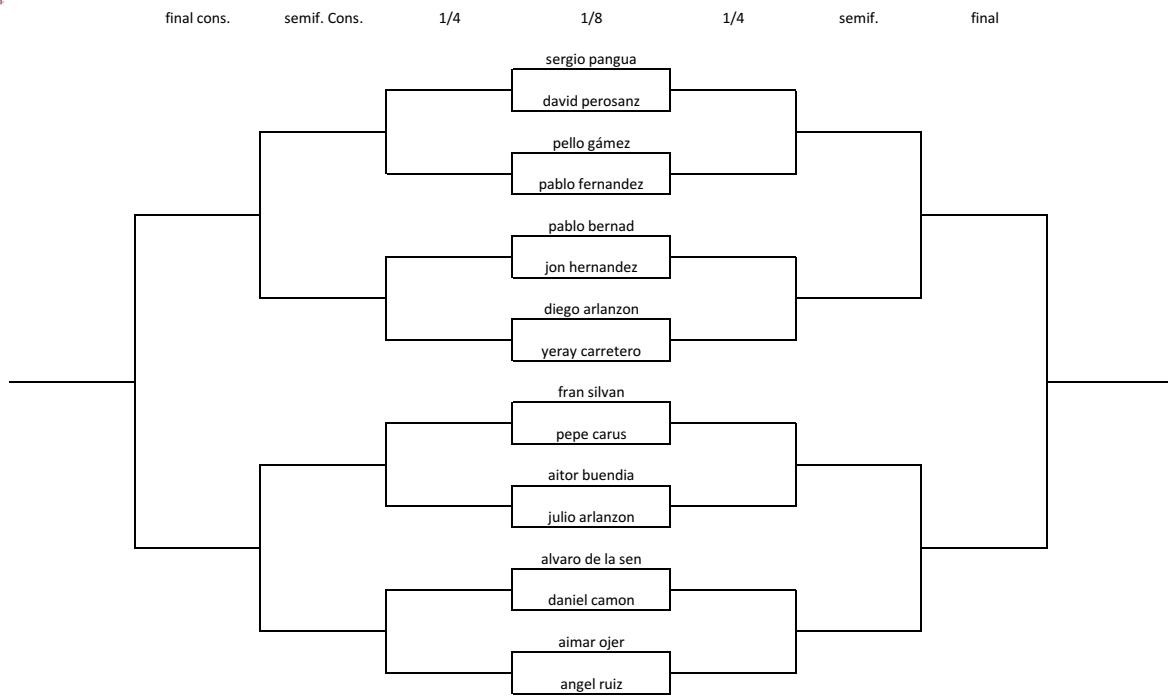 final cons. semif. Cons. 1/4 1/8 1/4 semif. final
sergio pangua
david perosanz
pello gámez
pablo fernandez
pablo bernad
jon hernandez
diego arlanzon
yeray carretero
fran silvan
pepe carus
aitor buendia
julio arlanzon
alvaro de la sen
daniel camon
aimar ojer
angel ruiz